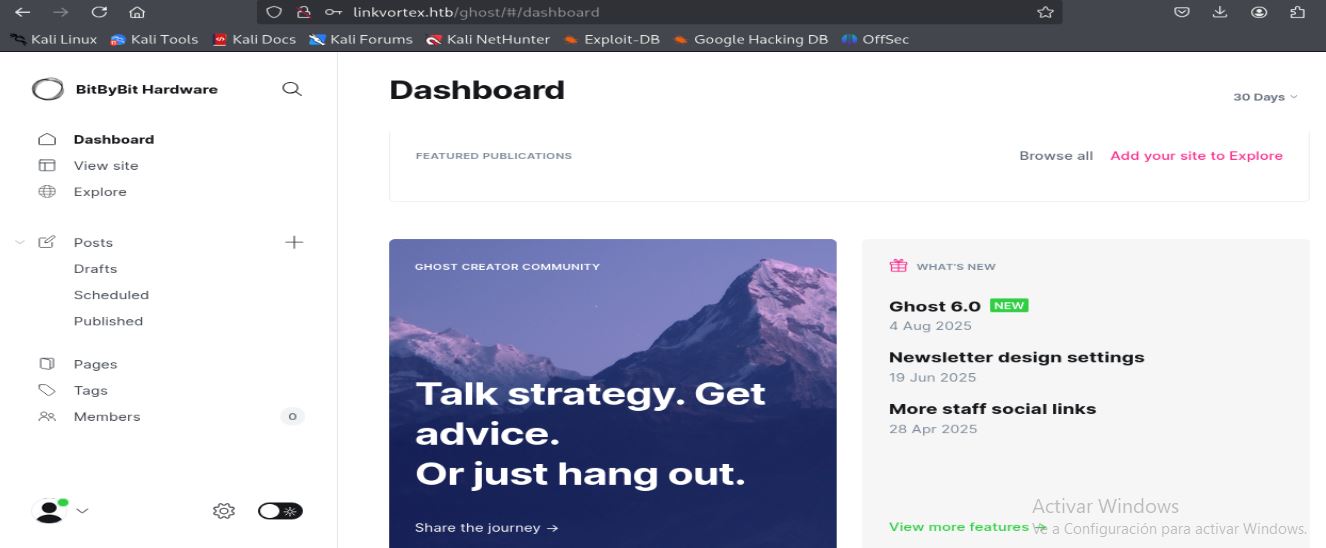 linkvortex.htb/ghost/#/dashboard
Kali Linux Kali Tools Kali Docs Kali Forums Kali NetHunter Exploit-DB Google Hacking DB OffSec
BitByBit Hardware
Dashboard
View site
Explore
Posts
Drafts
Scheduled
Published
Pages
Tags
Members 0
Dashboard
30 Days
FEATURED PUBLICATIONS Browse all Add your site to Explore
GHOST CREATOR COMMUNITY
Talk strategy. Get
advice.
Or just hang out.
Share the journey →
WHAT'S NEW
Ghost 6.0 NEW
4 Aug 2025
Newsletter design settings
19 Jun 2025
More staff social links
28 Apr 2025
View more features →
Activar Windows
Ve a Configuración para activar Windows.